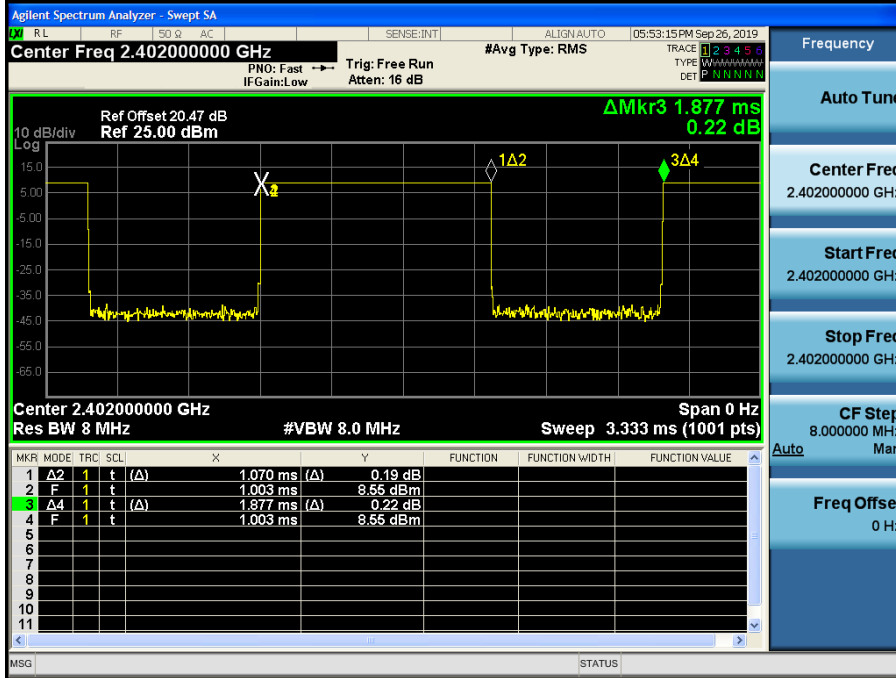 Agilent Spectrum Analyzer - Swept SA
LXI RL RF 50 Ω AC SENSE:INT ALIGN AUTO 05:53:15 PM Sep 26, 2019
Center Freq 2.402000000 GHz
PNO: Fast
IFGain:Low
Trig: Free Run
Atten: 16 dB
#Avg Type: RMS
TRACE 1 2 3 4 5 6
TYPE WWWWWW
DET P N N N N N
ΔMkr3 1.877 ms
0.22 dB
Ref Offset 20.47 dB
10 dB/div Ref 25.00 dBm
Log
15.0
5.00
-5.00
-15.0
-25.0
-35.0
-45.0
-55.0
-65.0
X
1Δ2
3Δ4
Center 2.402000000 GHz Span 0 Hz
Res BW 8 MHz #VBW 8.0 MHz Sweep 3.333 ms (1001 pts)
MKR MODE TRC SCL X Y FUNCTION FUNCTION WIDTH FUNCTION VALUE
1 Δ2 1 t (Δ) 1.070 ms (Δ) 0.19 dB
2 F 1 t 1.003 ms 8.55 dBm
3 Δ4 1 t (Δ) 1.877 ms (Δ) 0.22 dB
4 F 1 t 1.003 ms 8.55 dBm
5
6
7
8
9
10
11
MSG STATUS
Frequency
Auto Tune
Center Freq
2.402000000 GHz
Start Freq
2.402000000 GHz
Stop Freq
2.402000000 GHz
CF Step
8.000000 MHz
Auto Man
Freq Offset
0 Hz